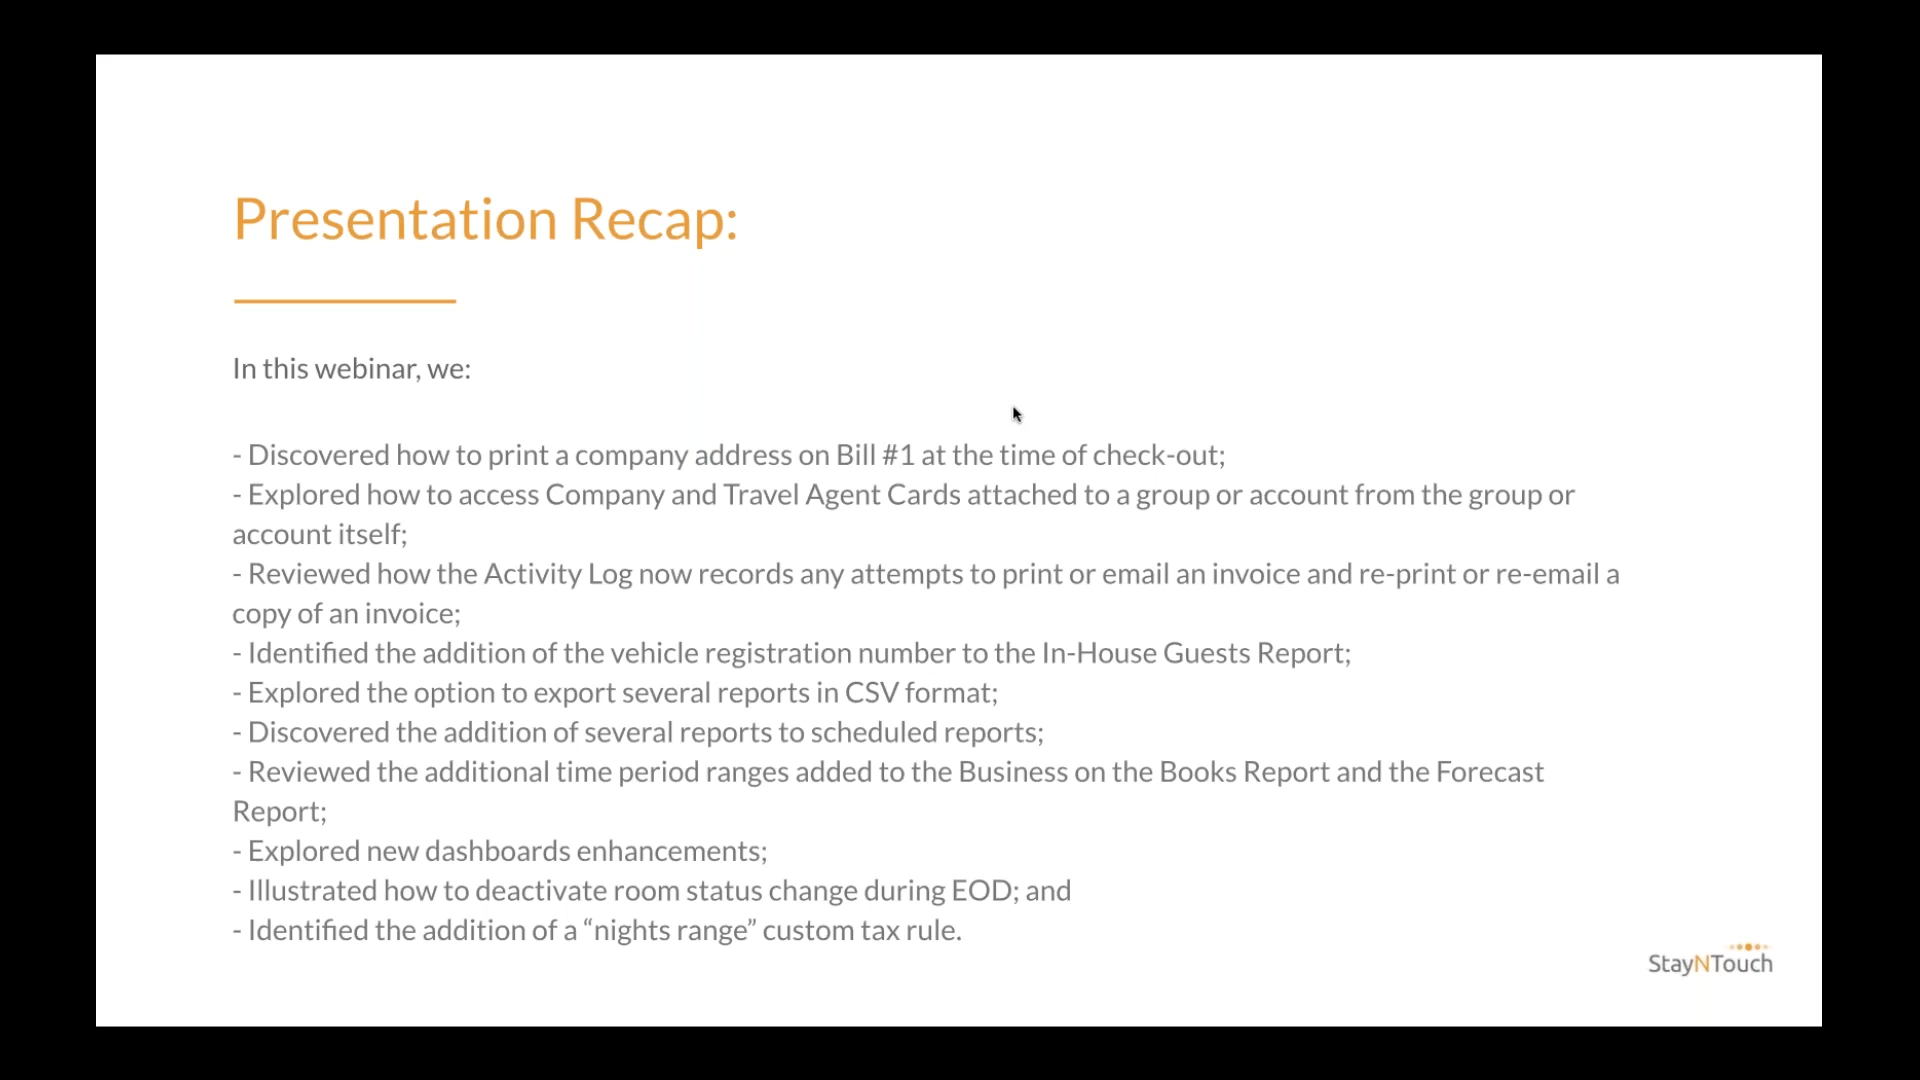 Presentation Recap:
In this webinar, we:
- Discovered how to print a company address on Bill #1 at the time of check-out;
- Explored how to access Company and Travel Agent Cards attached to a group or account from the group or
account itself;
- Reviewed how the Activity Log now records any attempts to print or email an invoice and re-print or re-email a
copy of an invoice;
- Identified the addition of the vehicle registration number to the In-House Guests Report;
- Explored the option to export several reports in CSV format;
- Discovered the addition of several reports to scheduled reports;
- Reviewed the additional time period ranges added to the Business on the Books Report and the Forecast
Report;
- Explored new dashboards enhancements;
- Illustrated how to deactivate room status change during EOD; and
- Identified the addition of a “nights range” custom tax rule.
StayNTouch